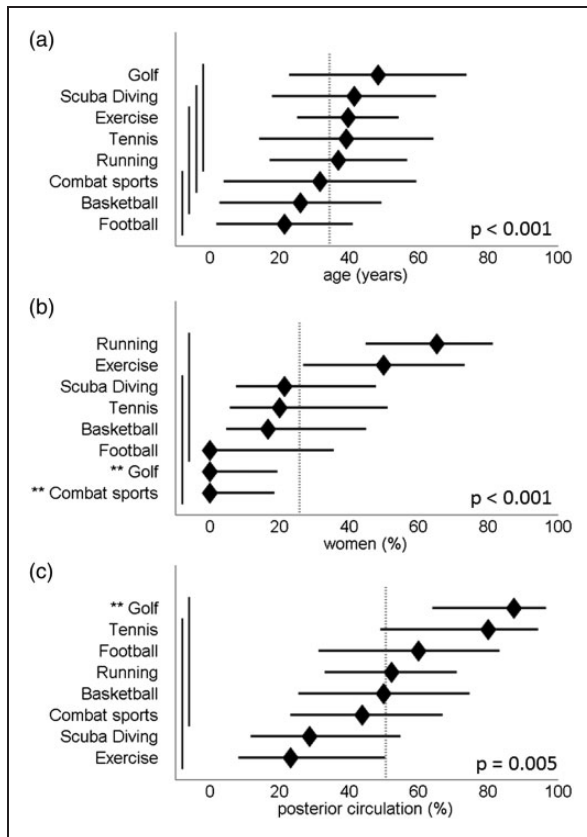 (a)
Golf
Scuba Diving
Exercise
Tennis
Running
Combat sports
Basketball
Football
p < 0.001
0 20 40 60 80 100
age (years)
(b)
Running
Exercise
Scuba Diving
Tennis
Basketball
Football
** Golf
** Combat sports
p < 0.001
0 20 40 60 80 100
women (%)
(c)
** Golf
Tennis
Football
Running
Basketball
Combat sports
Scuba Diving
Exercise
p = 0.005
0 20 40 60 80 100
posterior circulation (%)